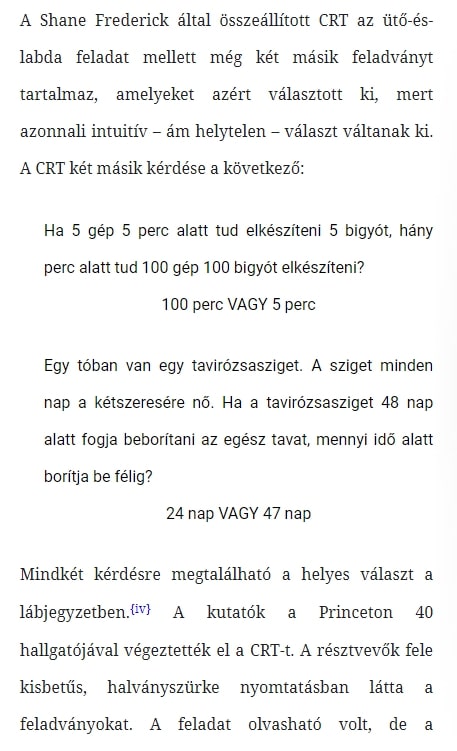 A Shane Frederick által összeállított CRT az ütő-és-
labda feladat mellett még két másik feladványt
tartalmaz, amelyeket azért választott ki, mert
azonnali intuitív – ám helytelen – választ váltanak ki.
A CRT két másik kérdése a következő:
Ha 5 gép 5 perc alatt tud elkészíteni 5 bigyót, hány
perc alatt tud 100 gép 100 bigyót elkészíteni?
100 perc VAGY 5 perc
Egy tóban van egy tavirózsasziget. A sziget minden
nap a kétszeresére nő. Ha a tavirózsasziget 48 nap
alatt fogja beborítani az egész tavat, mennyi idő alatt
borítja be félig?
24 nap VAGY 47 nap
Mindkét kérdésre megtalálható a helyes választ a
lábjegyzetben.{iv} A kutatók a Princeton 40
hallgatójával végeztették el a CRT-t. A résztvevők fele
kisbetűs, halványszürke nyomtatásban látta a
feladványokat. A feladat olvasható volt, de a